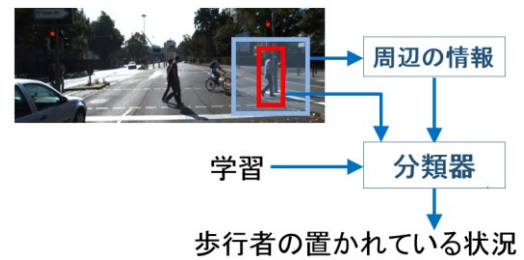 周辺の情報
学習
分類器
歩行者の置かれている状況